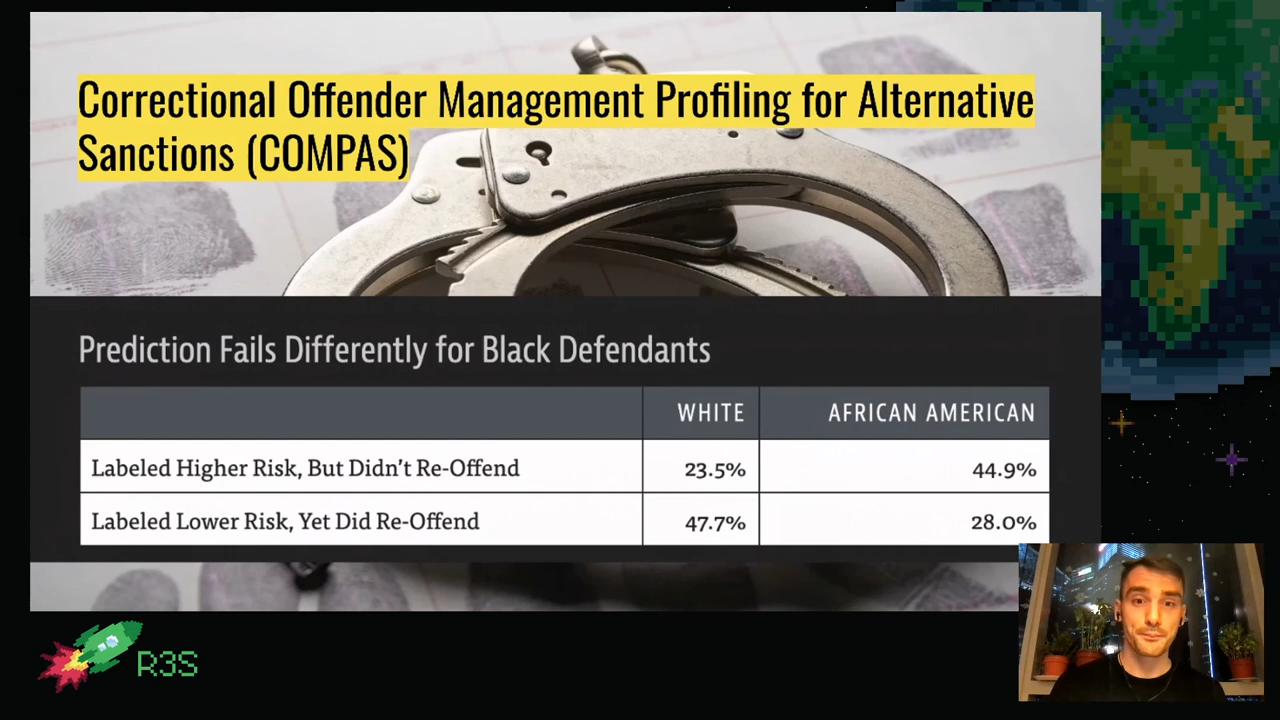 Correctional Offender Management Profiling for Alternative
Sanctions (COMPAS)
Prediction Fails Differently for Black Defendants
WHITE AFRICAN AMERICAN
Labeled Higher Risk, But Didn’t Re-Offend 23.5% 44.9%
Labeled Lower Risk, Yet Did Re-Offend 47.7% 28.0%
R3S